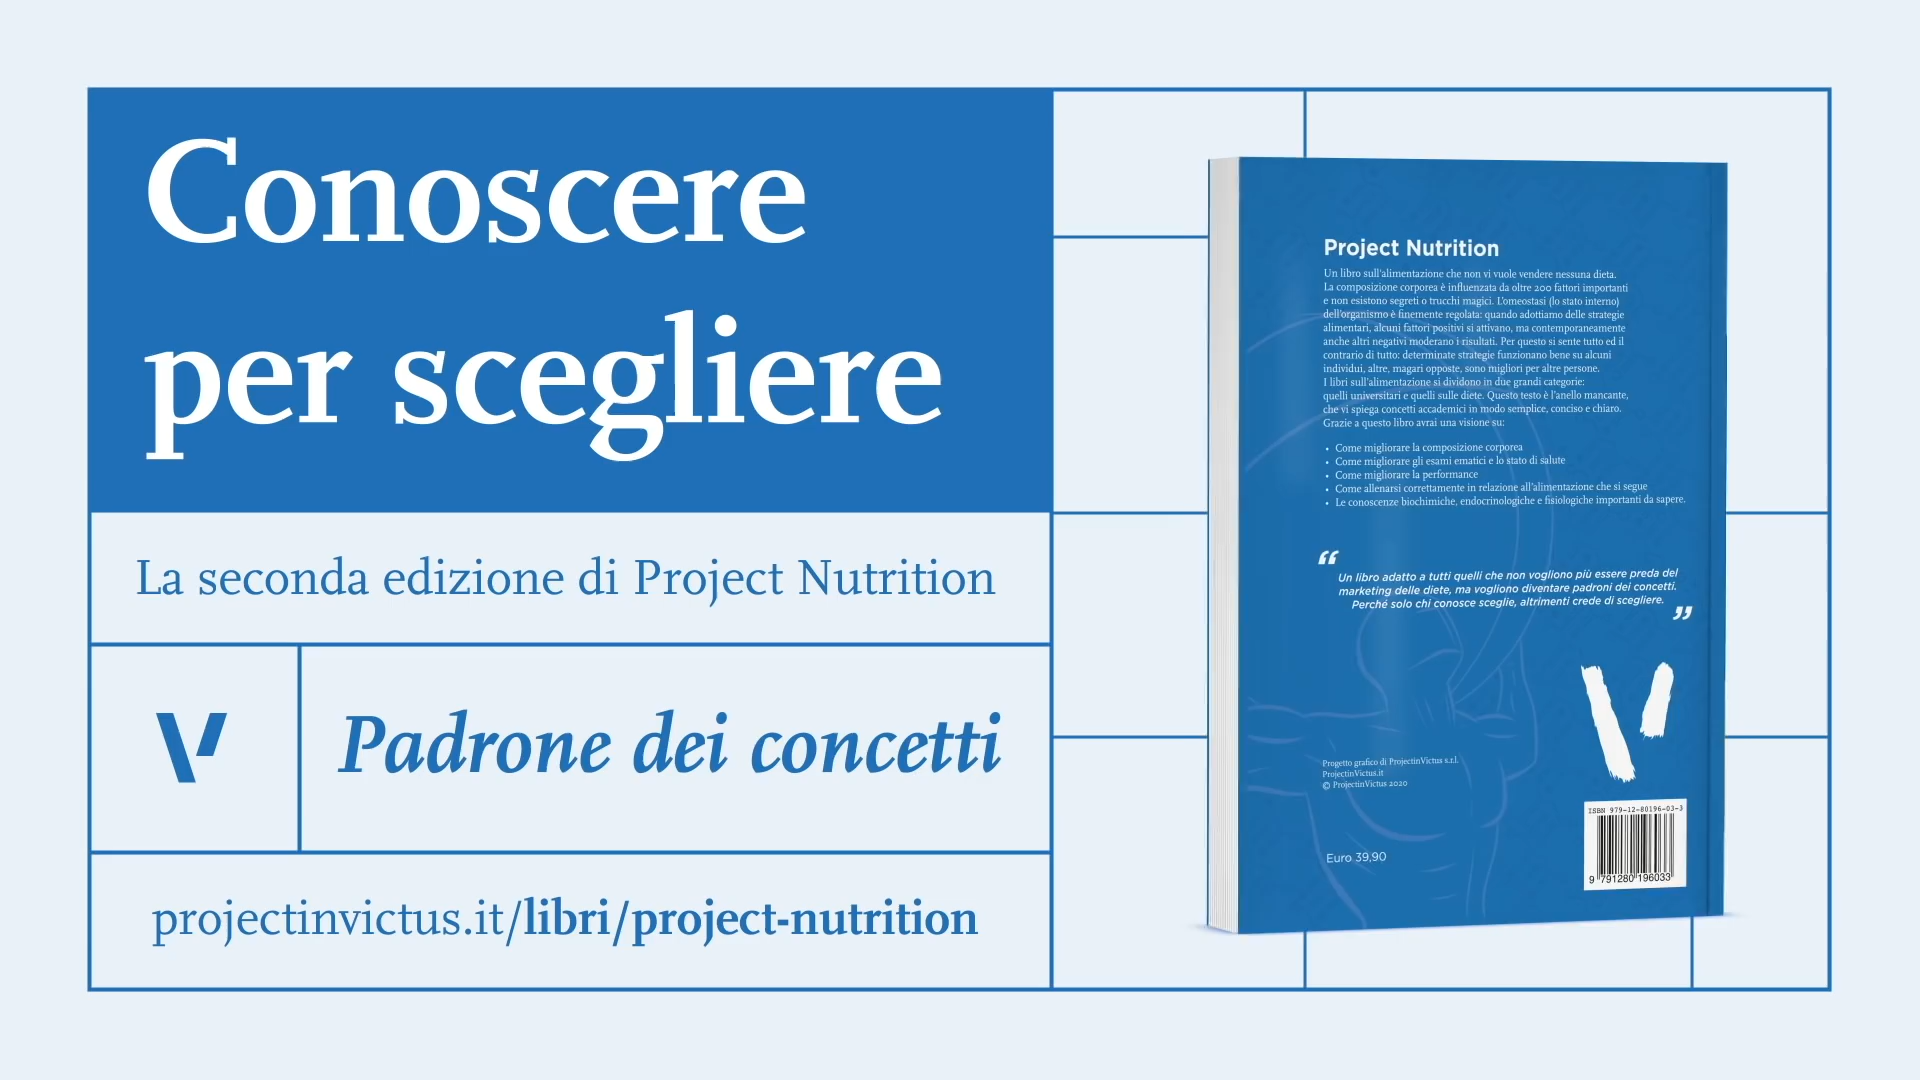 Conoscere
per scegliere
La seconda edizione di Project Nutrition
Padrone dei concetti
projectinvictus.it/libri/project-nutrition
Project Nutrition
Un libro sull'alimentazione che non vi vuole vendere nessuna dieta.
La composizione corporea è influenzata da oltre 200 fattori importanti
e non esistono segreti o trucchi magici. L'omeostasi (lo stato interno)
dell'organismo è finemente regolata: quando adottiamo delle strategie
alimentari, alcuni fattori positivi si attivano, ma contemporaneamente
anche altri negativi moderano i risultati. Per questo si sente tutto ed il
contrario di tutto: determinate strategie funzionano bene su alcuni
individui, altre, magari opposte, sono migliori per altre persone.
I libri sull'alimentazione si dividono in due grandi categorie:
quelli universitari e quelli sulle diete. Questo testo è l'anello mancante,
che vi spiega concetti accademici in modo semplice, conciso e chiaro.
Grazie a questo libro avrai una visione su:
• Come migliorare la composizione corporea
• Come migliorare gli esami ematici e lo stato di salute
• Come migliorare la performance
• Come allenarsi correttamente in relazione all'alimentazione che si segue
• Le conoscenze biochimiche, endocrinologiche e fisiologiche importanti da sapere.
“
Un libro adatto a tutti quelli che non vogliono più essere preda del
marketing delle diete, ma vogliono diventare padroni dei concetti.
Perché solo chi conosce sceglie, altrimenti crede di scegliere.
”
Progetto grafico di ProjectinVictus s.r.l.
ProjectinVictus.it
© ProjectinVictus 2020
Euro 39,90
ISBN 979-12-80196-03-3
9 791280 196033